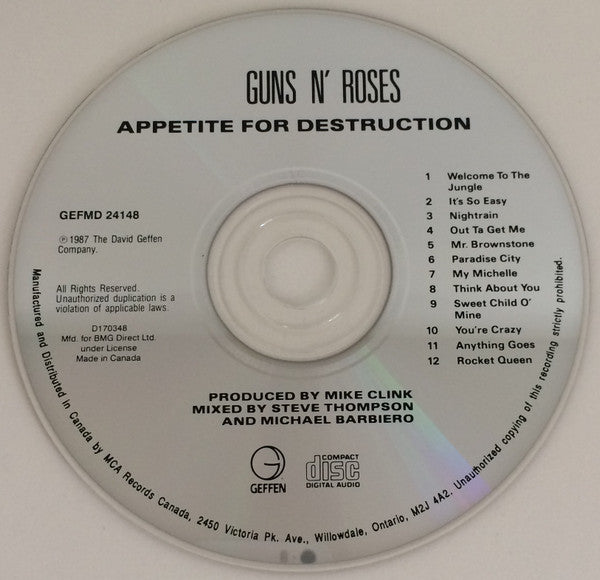 GUNS N' ROSES
APPETITE FOR DESTRUCTION
GEFMD 24148
℗1987 The David Geffen
Company.
All Rights Reserved.
Unauthorized duplication is a
violation of applicable laws.
D170348
Mfd. for BMG Direct Ltd.
under License
Made in Canada
1 Welcome To The
Jungle
2 It's So Easy
3 Nightrain
4 Out Ta Get Me
5 Mr. Brownstone
6 Paradise City
7 My Michelle
8 Think About You
9 Sweet Child O'
Mine
10 You're Crazy
11 Anything Goes
12 Rocket Queen
PRODUCED BY MIKE CLINK
MIXED BY STEVE THOMPSON
AND MICHAEL BARBIERO
G
GEFFEN
COMPACT
disc
DIGITAL AUDIO
Manufactured and Distributed in Canada by MCA Records Canada, 2450 Victoria Pk. Ave., Willowdale, Ontario, M2J 4A2. Unauthorized copying of this recording strictly prohibited.